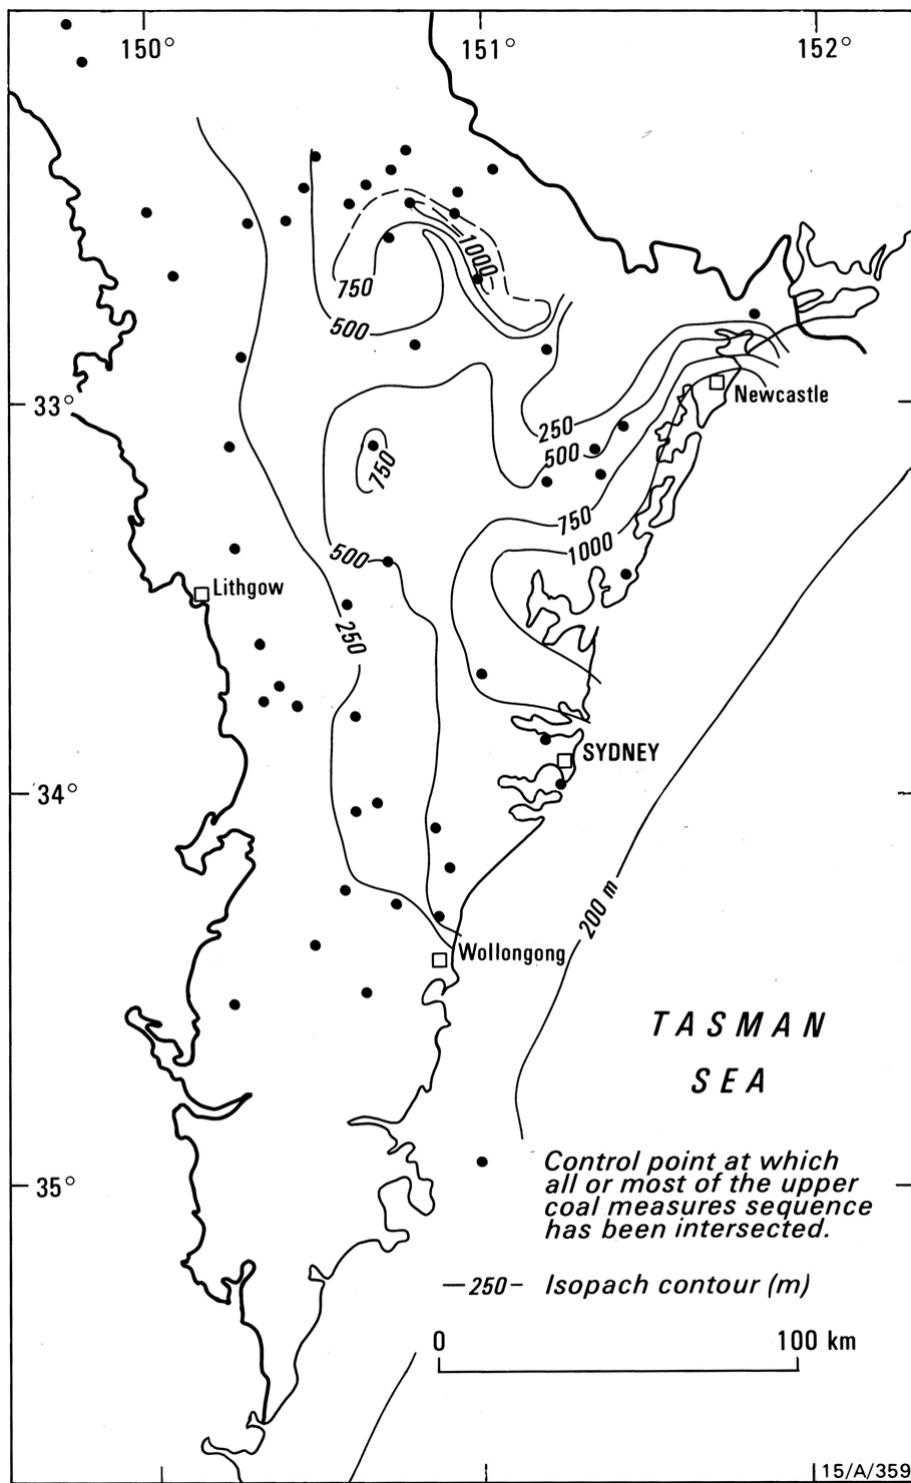 150° 151° 152°
1000
750
500
33°
Newcastle
250
500
750
750
1000
500
Lithgow
250
SYDNEY
34°
200 m
Wollongong
TASMAN
SEA
Control point at which
all or most of the upper
coal measures sequence
has been intersected.
35°
250 Isopach contour (m)
0 100 km
15/A/359